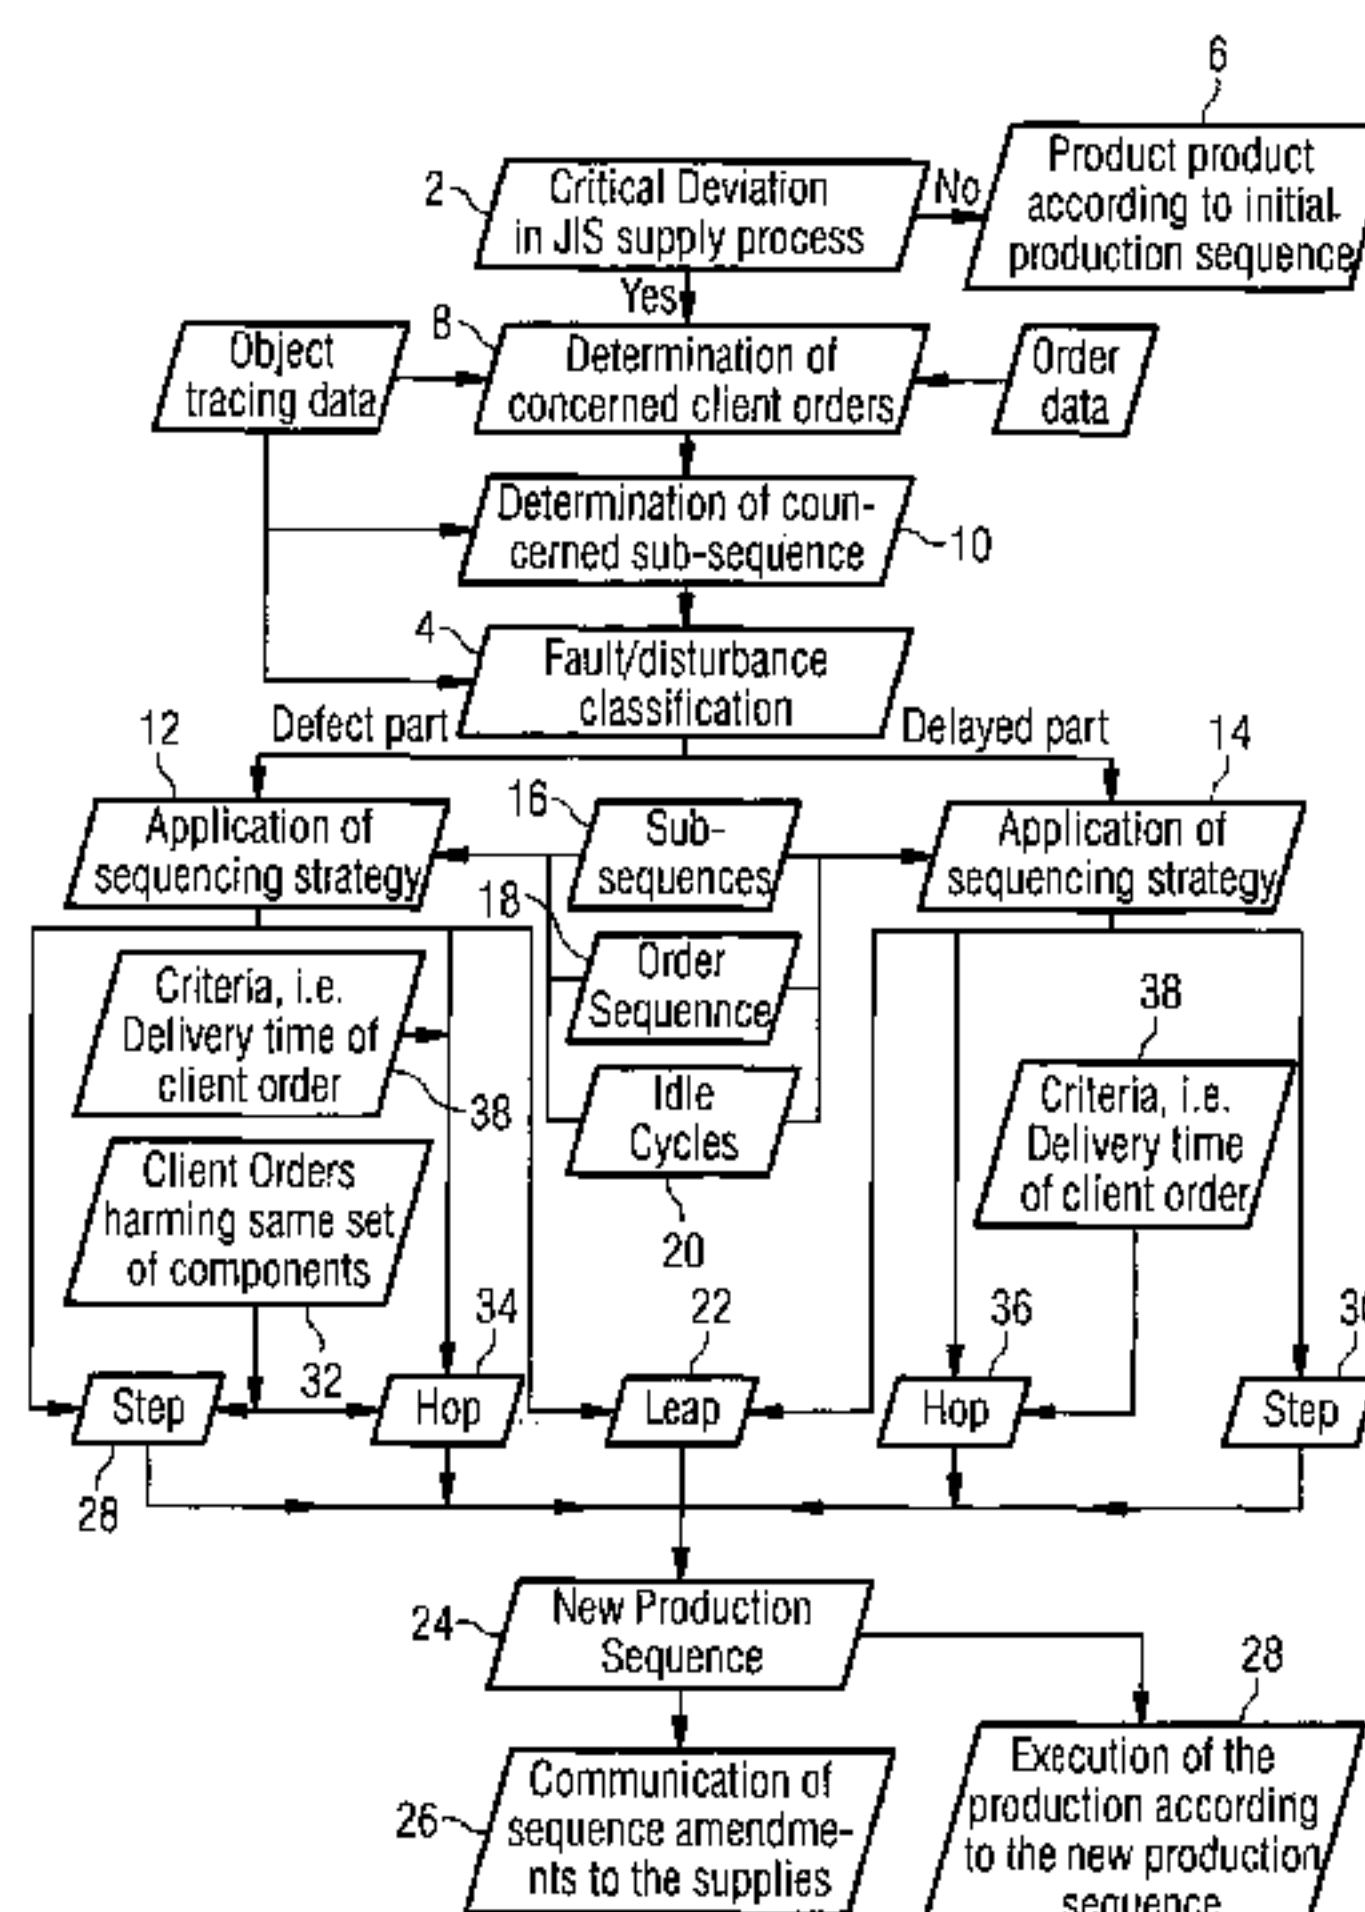 6
Product product
according to initial
production sequence
2
Critical Deviation
in JIS supply process
No
Yes
8
Object
tracing data
Determination of
concerned client orders
Order
data
Determination of coun-
cerned sub-sequence
10
4
Fault/disturbance
classification
Defect part
Delayed part
12
14
Application of
sequencing strategy
16
Sub-
sequences
Application of
sequencing strategy
18
Order
Sequennce
Criteria, i.e.
Delivery time of
client order
38
Idle
Cycles
20
38
Criteria, i.e.
Delivery time
of client order
Client Orders
harming same set
of components
32
34
22
36
Step
Hop
Leap
Hop
Step
28
24
New Production
Sequence
28
26
Communication of
sequence amendme-
nts to the supplies
Execution of the
production according
to the new production
sequence